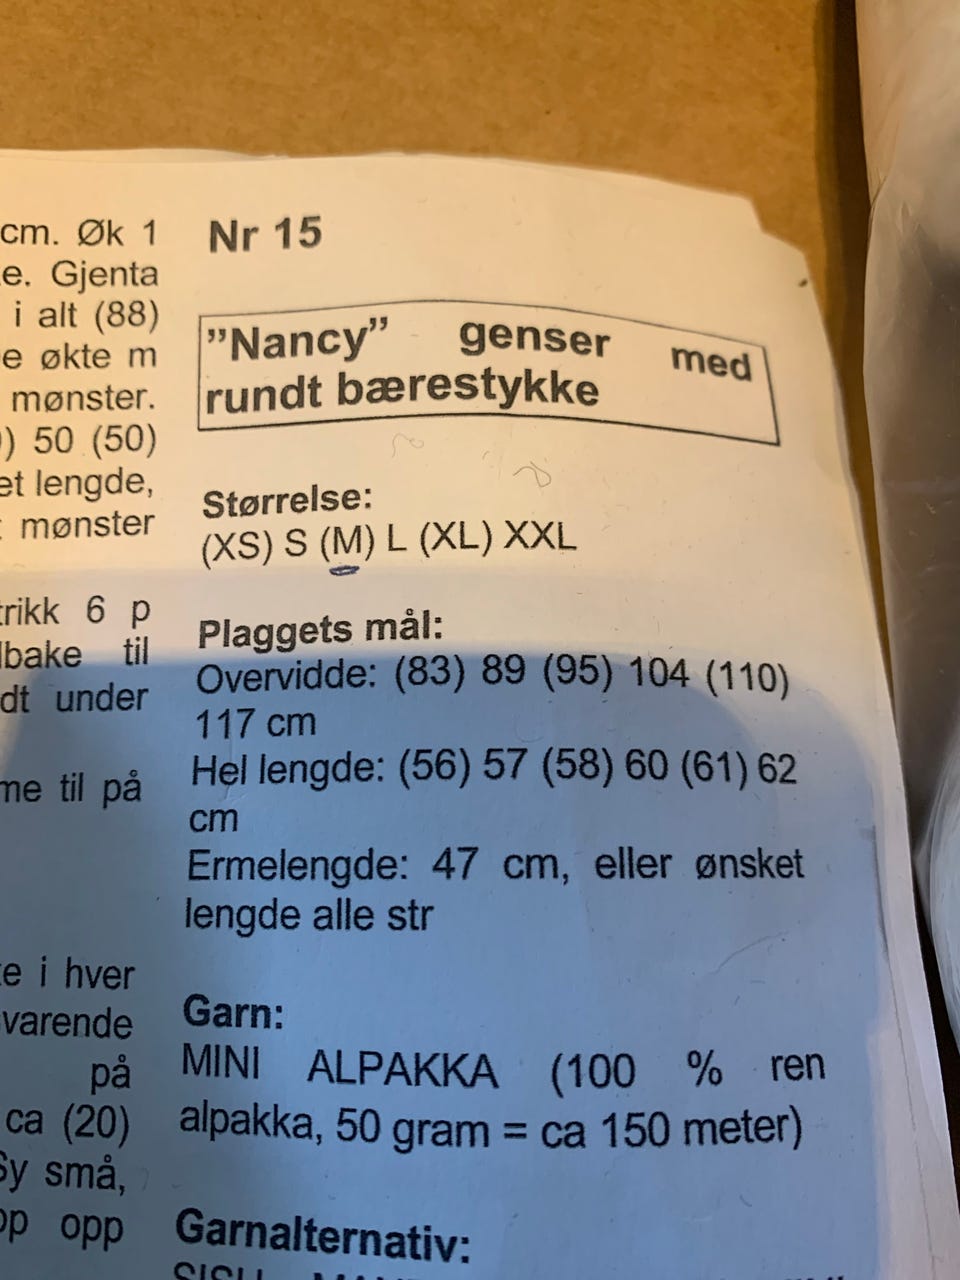 cm. Øk 1
e. Gjenta
i alt (88)
e økte m
mønster.
) 50 (50)
et lengde,
mønster
trikk 6 p
lbake til
dt under
me til på
e i hver
svarende
på
ca (20)
Sy små,
op opp
Nr 15
”Nancy” genser med
rundt bærestykke
Størrelse:
(XS) S (M) L (XL) XXL
Plaggets mål:
Overvidde: (83) 89 (95) 104 (110)
117 cm
Hel lengde: (56) 57 (58) 60 (61) 62
cm
Ermelengde: 47 cm, eller ønsket
lengde alle str
Garn:
MINI ALPAKKA (100 % ren
alpakka, 50 gram = ca 150 meter)
Garnalternativ:
SISU